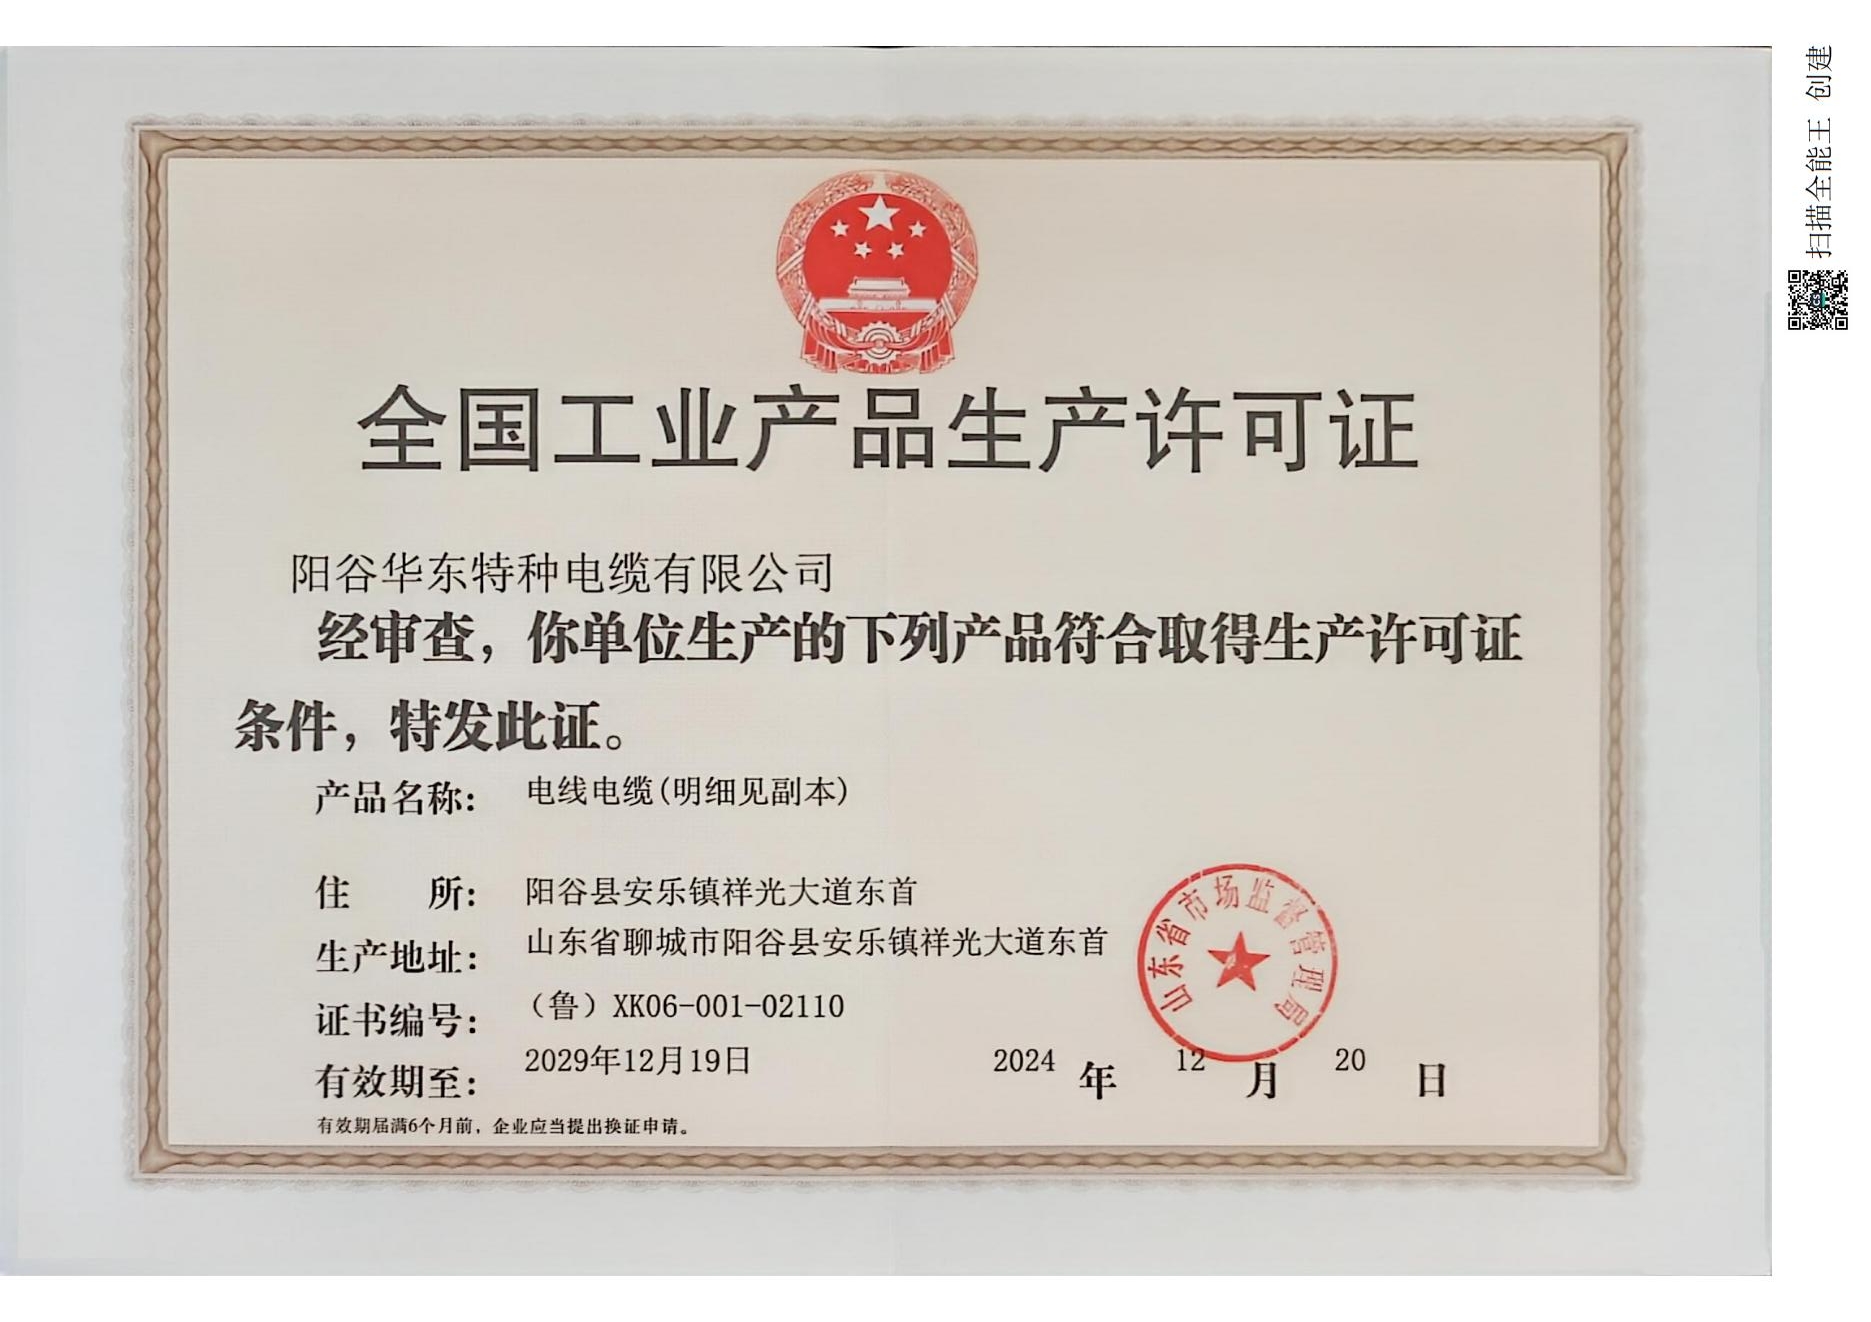 全国工业产品生产许可证
阳谷华东特种电缆有限公司
经审查，你单位生产的下列产品符合取得生产许可证
条件，特发此证。
产品名称： 电线电缆(明细见副本)
住 所： 阳谷县安乐镇祥光大道东首
生产地址： 山东省聊城市阳谷县安乐镇祥光大道东首
证书编号： （鲁）XK06-001-02110
有效期至： 2029年12月19日
2024 年 12 月 20 日
有效期届满6个月前，企业应当提出换证申请。
山东省市场监督管理局
扫描全能王 创建
CS